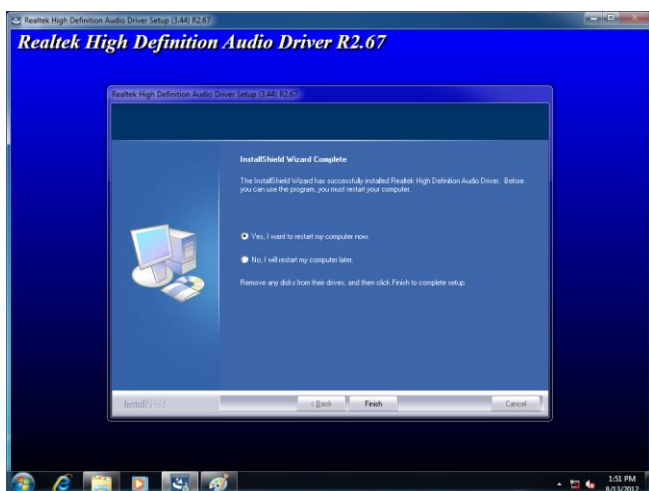 Realtek High Definition Audio Driver Setup (3.44) R2.67
Realtek High Definition Audio Driver R2.67
Realtek High Definition Audio Driver Setup (3.44) R2.67
InstallShield Wizard Complete
The InstallShield Wizard has successfully installed Realtek High Definition Audio Driver. Before
you can use the program, you must restart your computer.
Yes, I want to restart my computer now.
No, I will restart my computer later.
Remove any disks from their drives, and then click Finish to complete setup.
InstallShield
< Back Finish Cancel
1:51 PM
8/13/2012